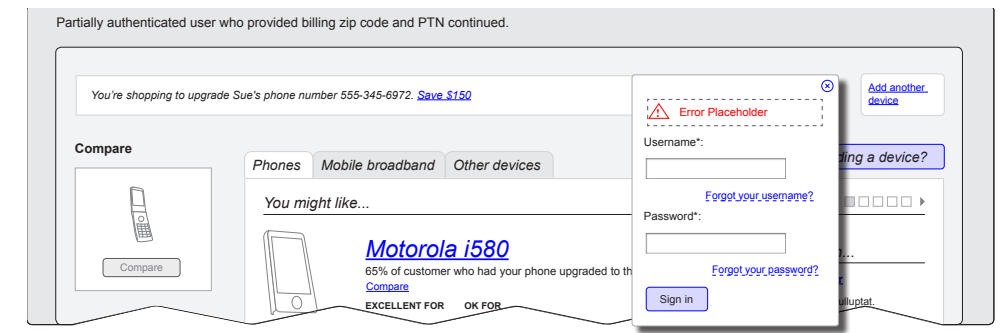 Partially authenticated user who provided billing zip code and PTN continued.
You're shopping to upgrade Sue's phone number 555-345-6972. Save $150
Add another
device
Error Placeholder
Username*:
Forgot your username?
Password*:
Forgot your password?
Sign in
Compare
Compare
Phones Mobile broadband Other devices
ding a device?
You might like...
Motorola i580
65% of customer who had your phone upgraded to th
Compare
EXCELLENT FOR OK FOR
ulluptat.